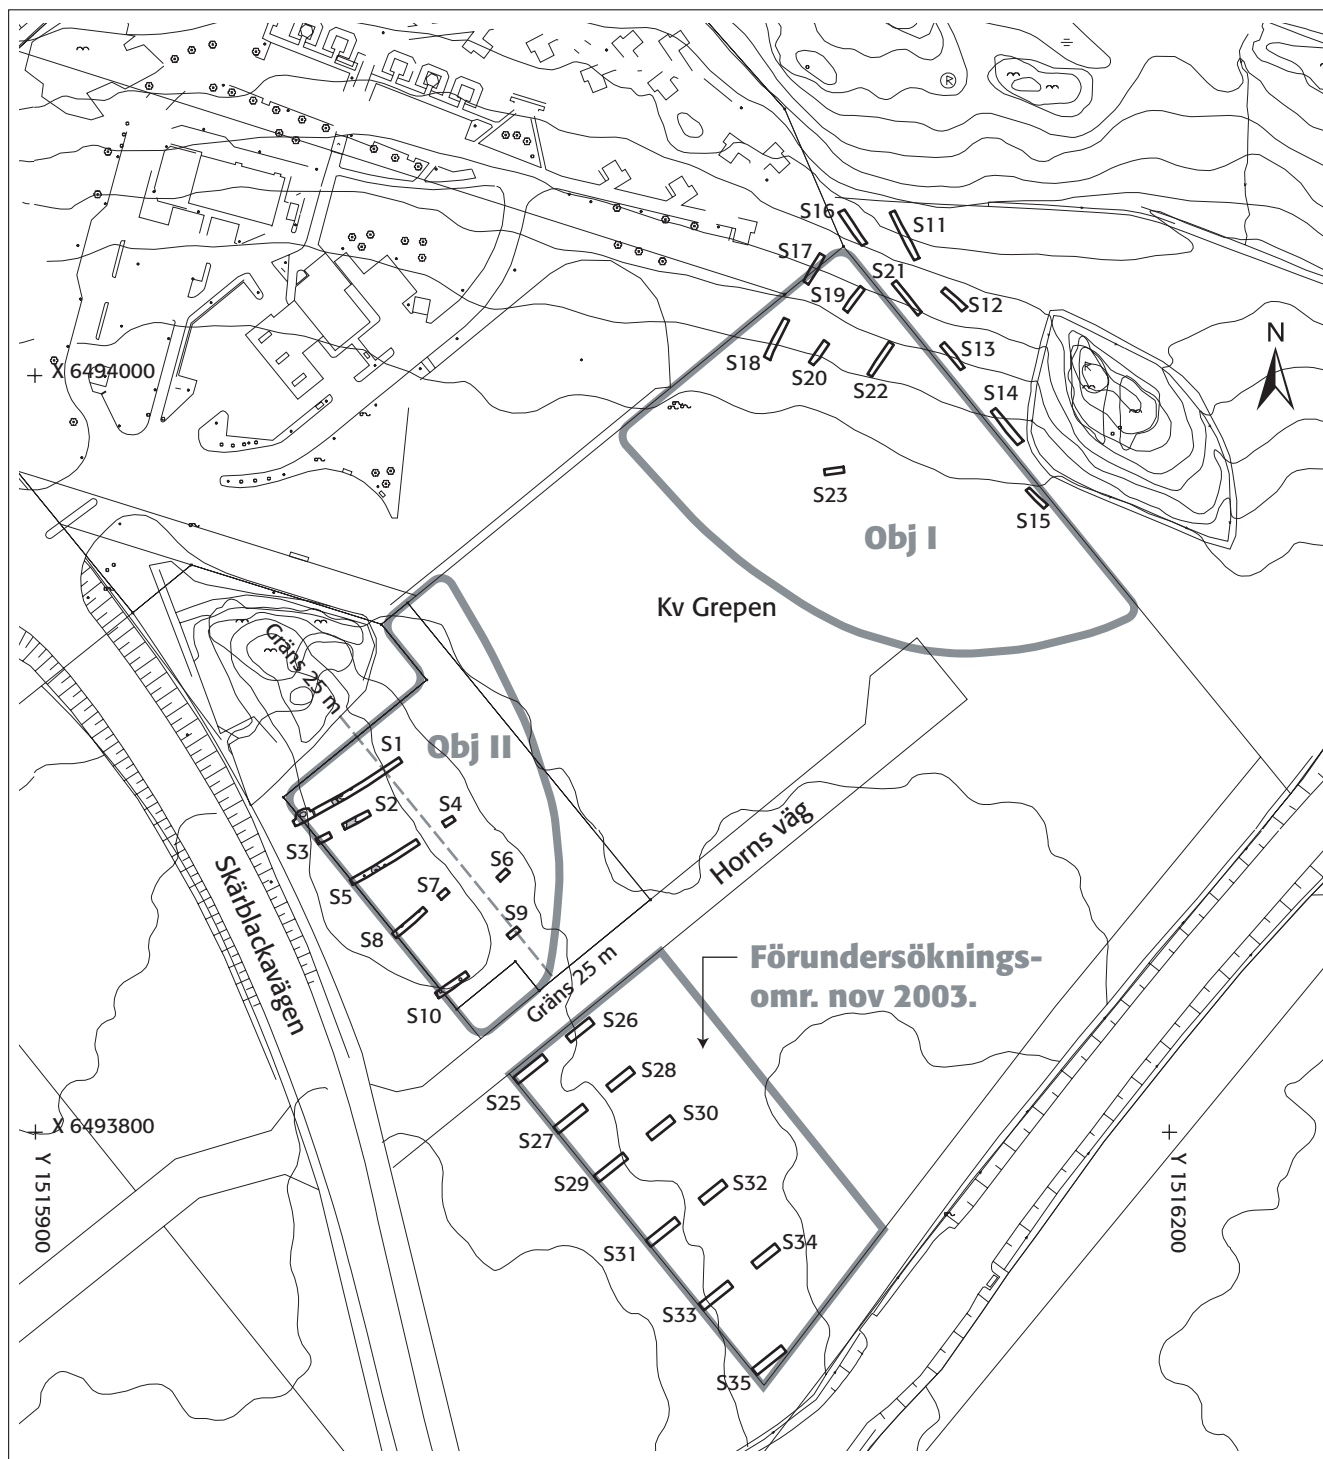 R
S16
S11
S17
S21
S19
S12
N
S18
S20
S22
S13
X 6494000
S14
S23
S15
Obj I
Kv Grepen
Gräns 25 m
S1
Obj II
S2
S4
S3
Horns väg
S5
S6
S7
S8
S9
Skärblackavägen
S10
Gräns 25 m
Förundersöknings-
omr. nov 2003.
S26
S25
S28
S27
S30
X 6493800
Y 1515900
Y 1516200
S29
S32
S31
S34
S33
S35